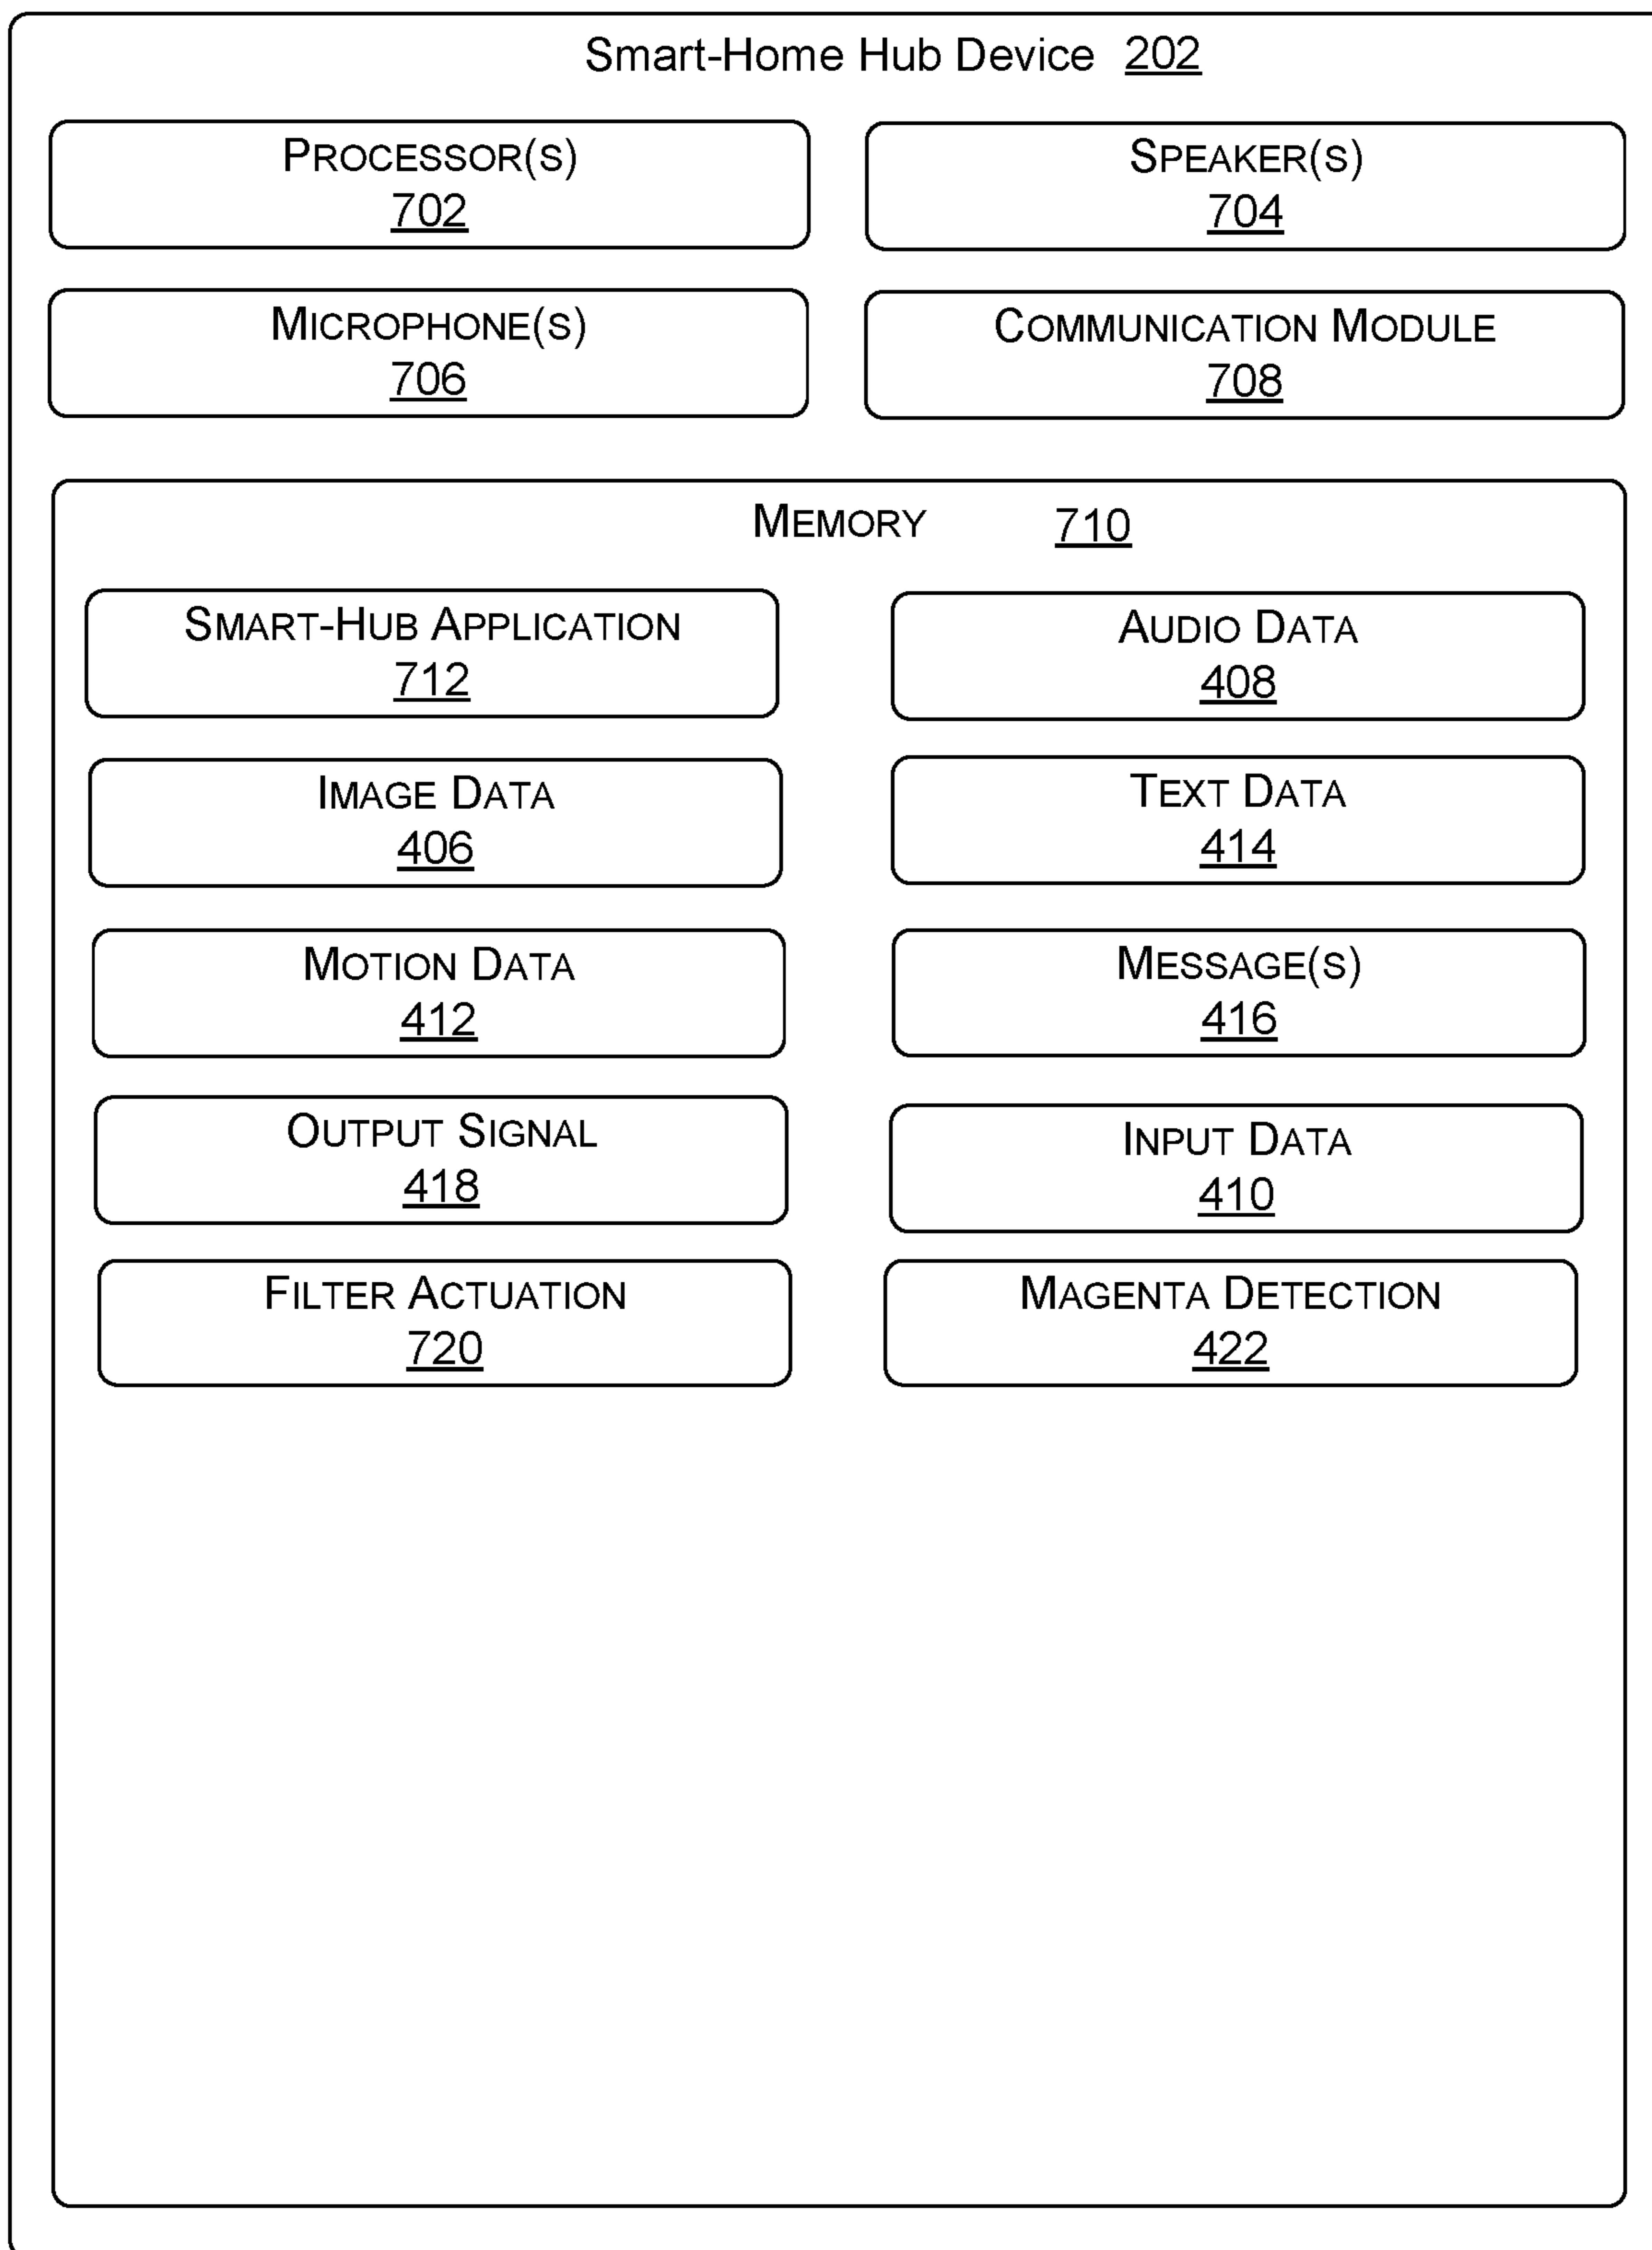 Smart-Home Hub Device 202
PROCESSOR(S)
702
SPEAKER(S)
704
MICROPHONE(S)
706
COMMUNICATION MODULE
708
MEMORY 710
SMART-HUB APPLICATION
712
AUDIO DATA
408
IMAGE DATA
406
TEXT DATA
414
MOTION DATA
412
MESSAGE(S)
416
OUTPUT SIGNAL
418
INPUT DATA
410
FILTER ACTUATION
720
MAGENTA DETECTION
422